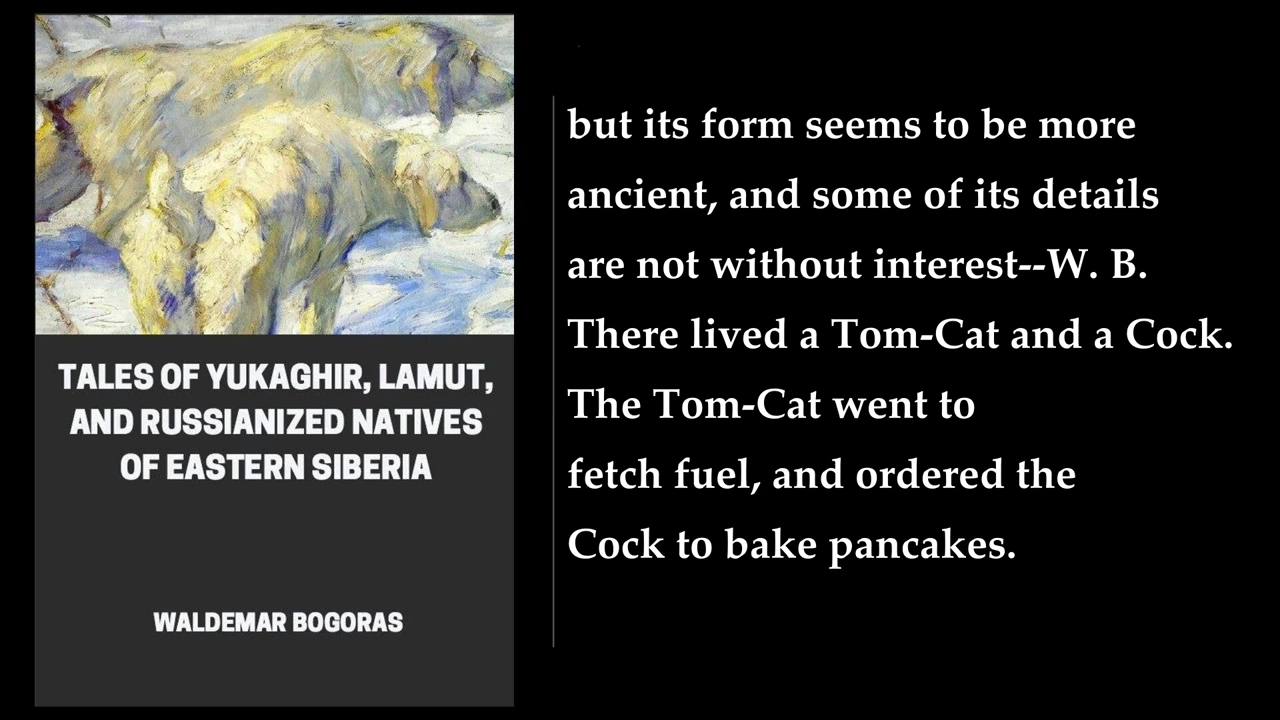 TALES OF YUKAGHIR, LAMUT,
AND RUSSIANIZED NATIVES
OF EASTERN SIBERIA
WALDEMAR BOGORAS
but its form seems to be more
ancient, and some of its details
are not without interest--W. B.
There lived a Tom-Cat and a Cock.
The Tom-Cat went to
fetch fuel, and ordered the
Cock to bake pancakes.